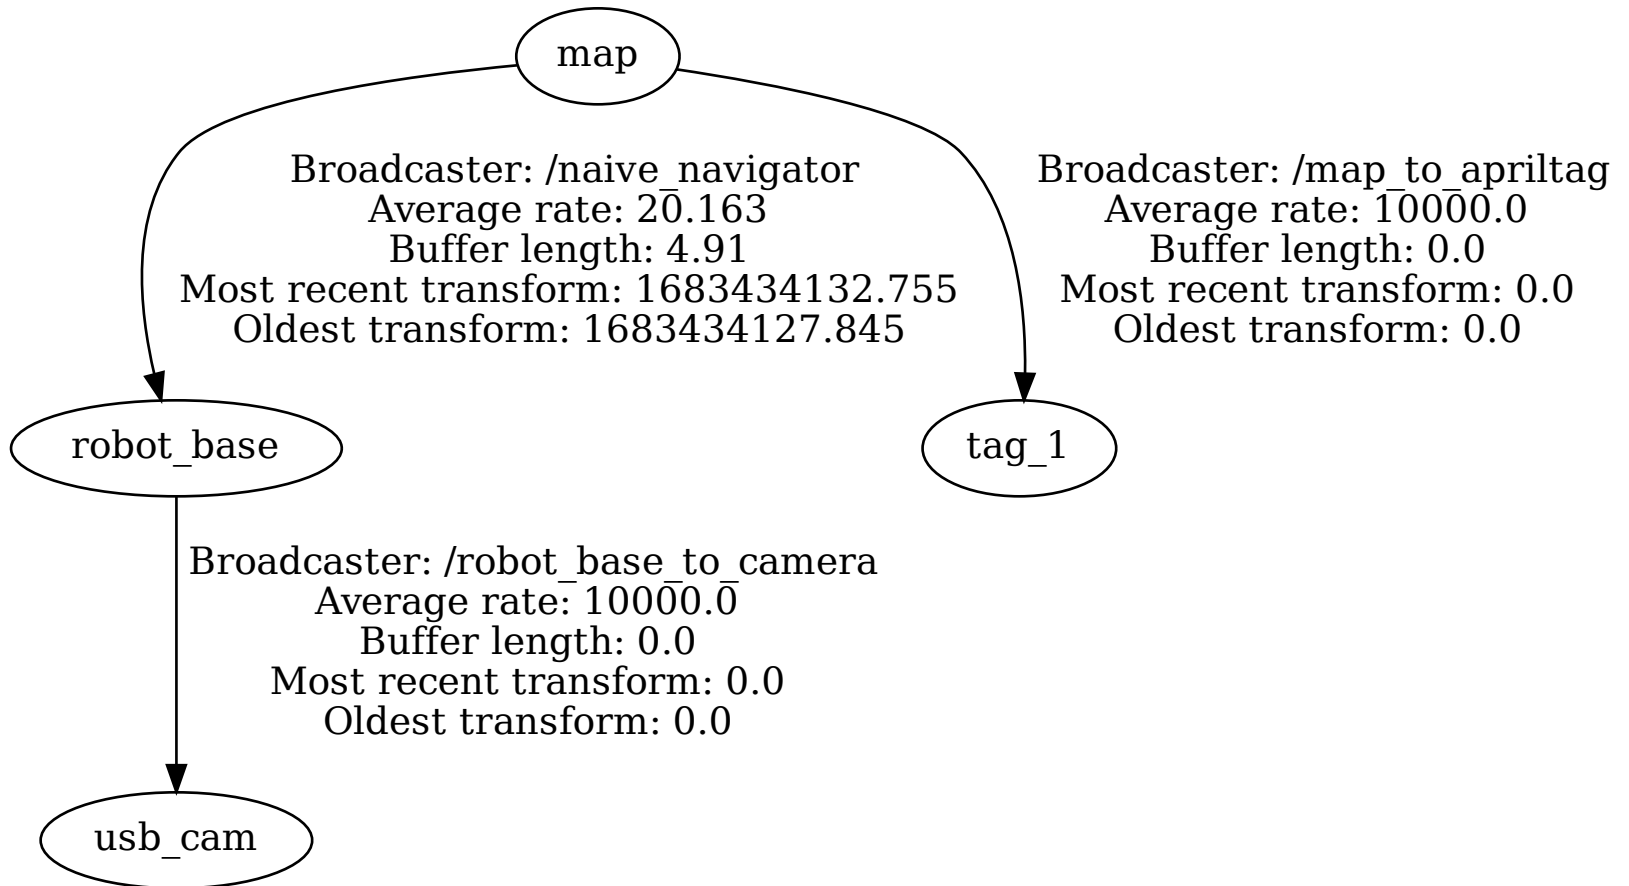 map
Broadcaster: /naive_navigator
Average rate: 20.163
Buffer length: 4.91
Most recent transform: 1683434132.755
Oldest transform: 1683434127.845
Broadcaster: /map_to_apriltag
Average rate: 10000.0
Buffer length: 0.0
Most recent transform: 0.0
Oldest transform: 0.0
robot_base
tag_1
Broadcaster: /robot_base_to_camera
Average rate: 10000.0
Buffer length: 0.0
Most recent transform: 0.0
Oldest transform: 0.0
usb_cam